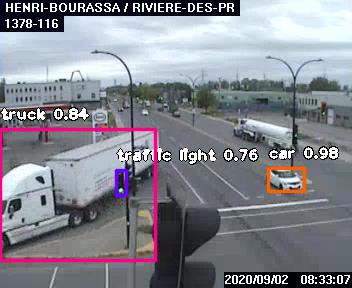 HENRI-BOURASSA / RIVIERE-DES-PR
1378-116
truck 0.84
traffic light 0.76
car 0.98
2020/09/02 08:33:07